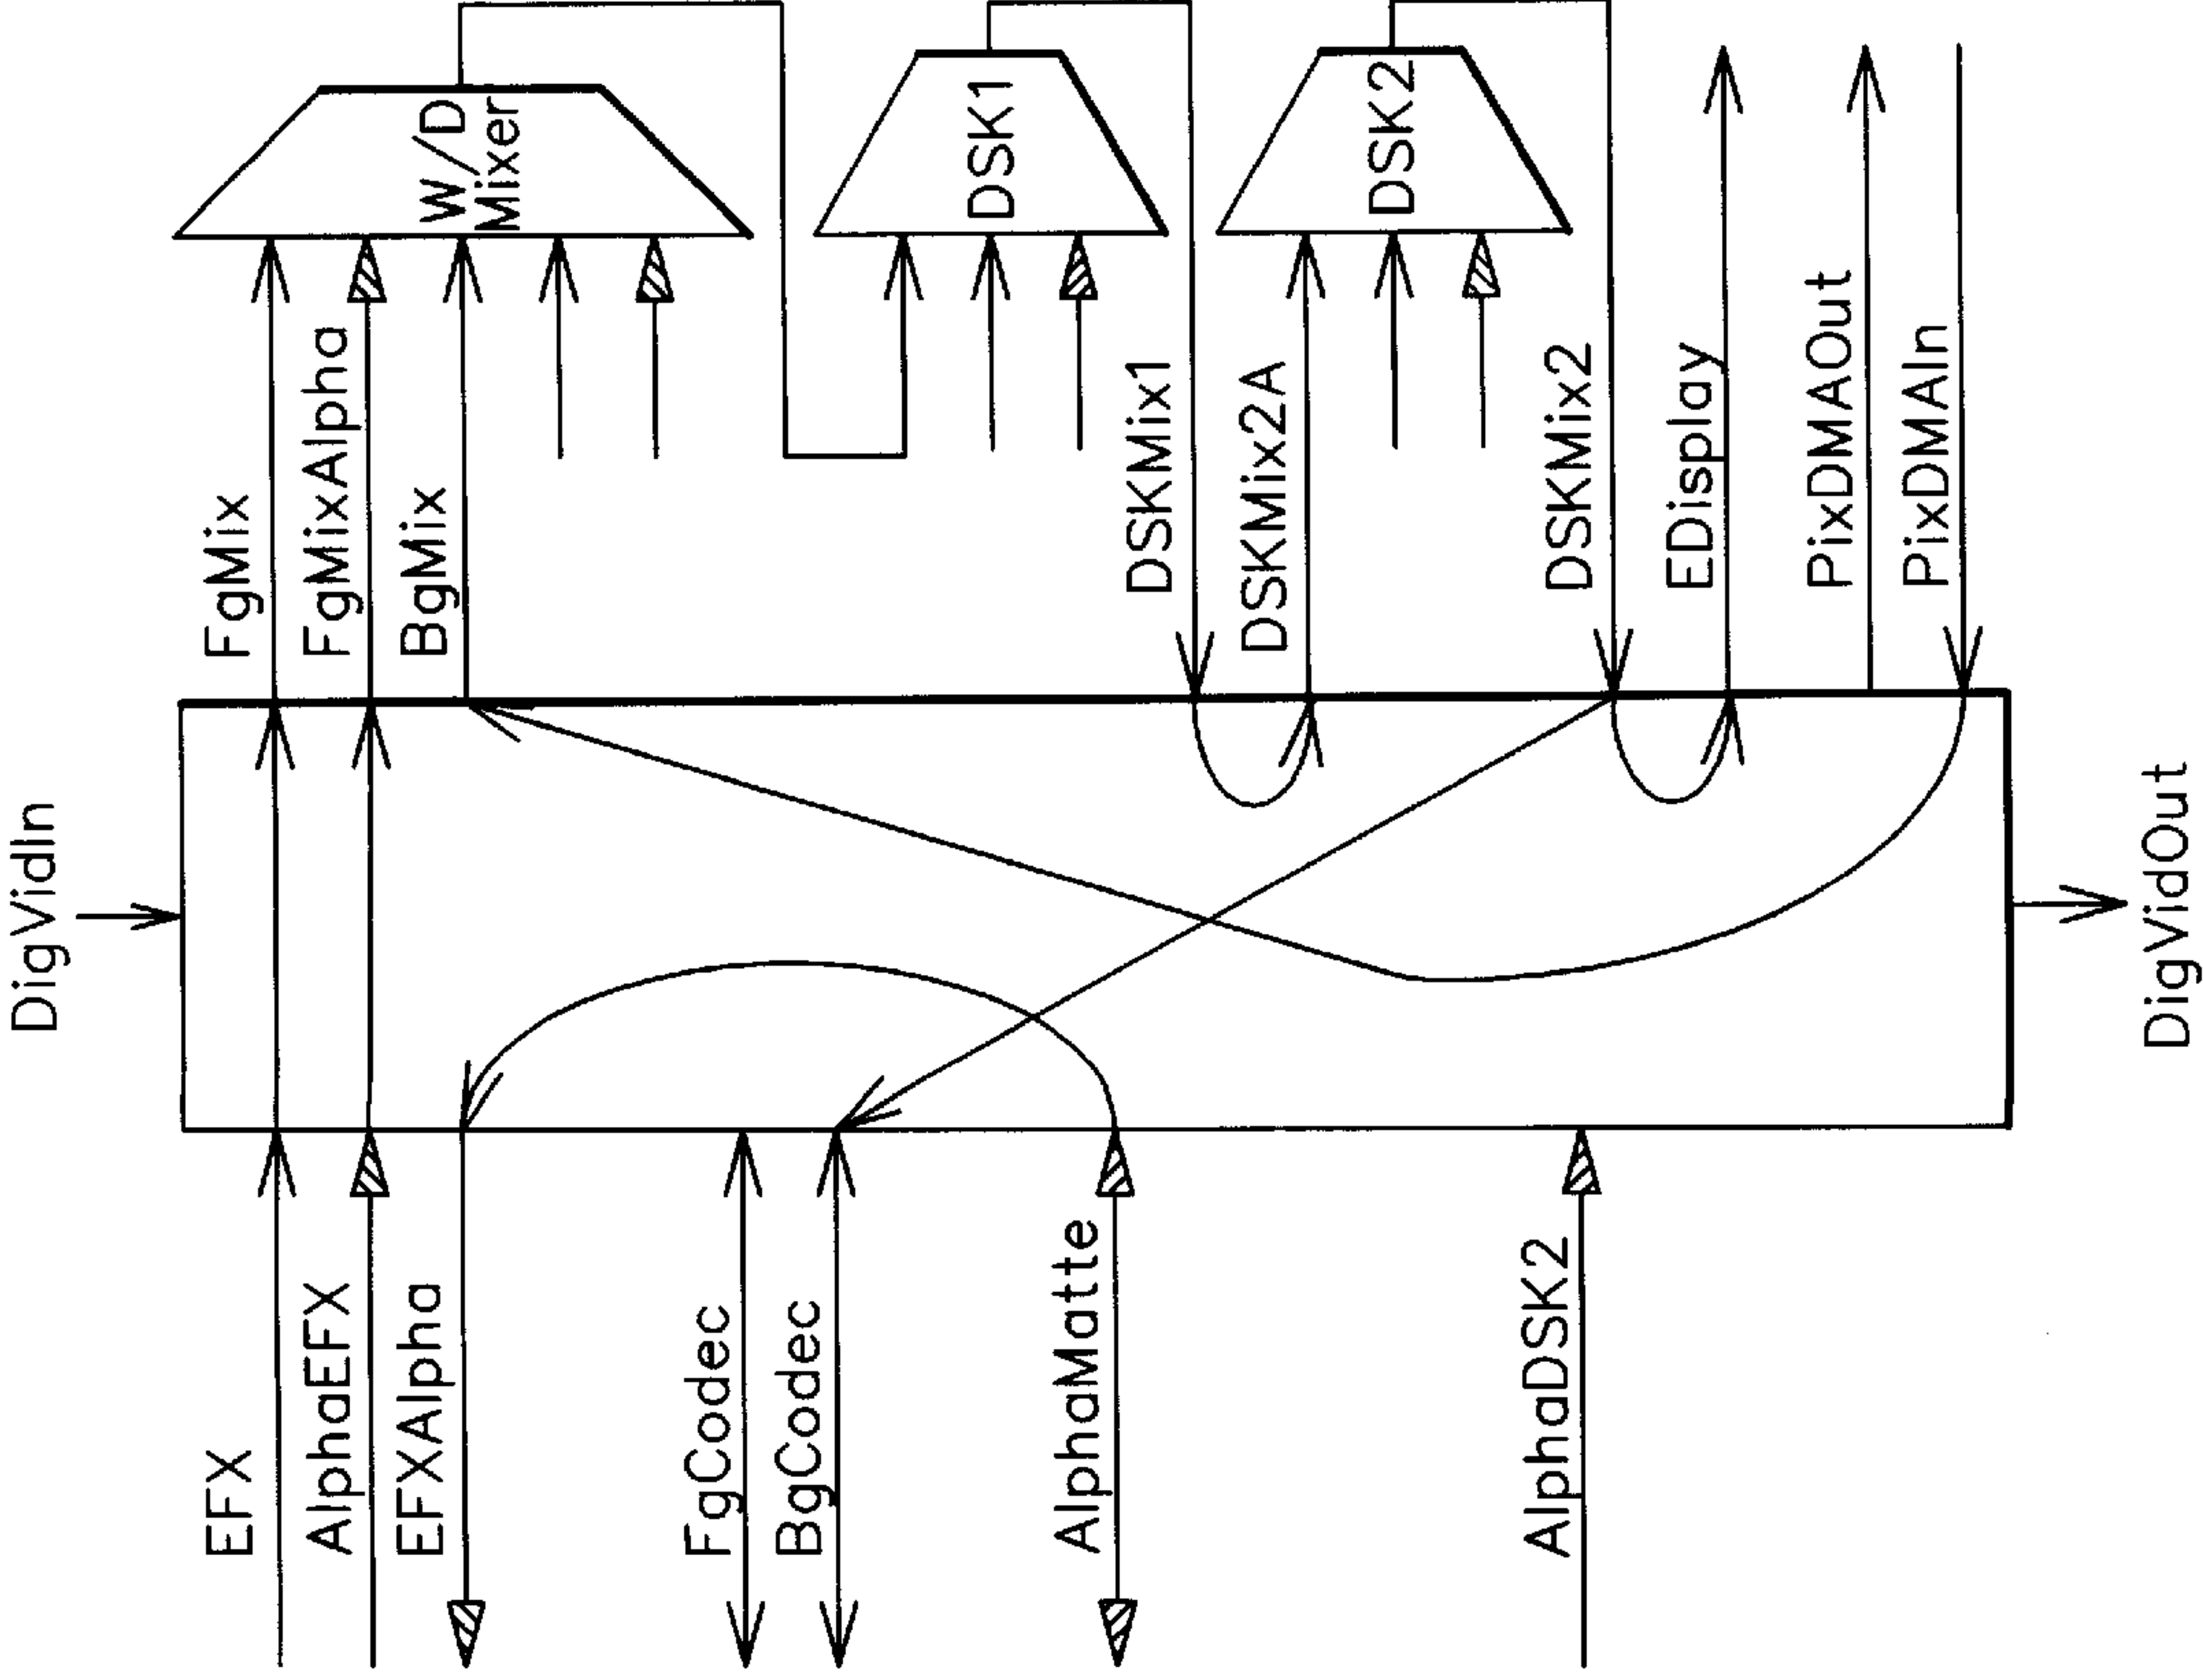 DigVidIn
EFX
AlphaEFX
EFXAlpha
FgCodec
BgCodec
AlphaMatte
AlphaDSK2
FgMix
FgMixAlpha
BgMix
W/D
Mixer
DSK1
DSKMix1
DSKMix2A
DSK2
DSKMix2
EDisplay
PixDMAOut
PixDMAIn
DigVidOut